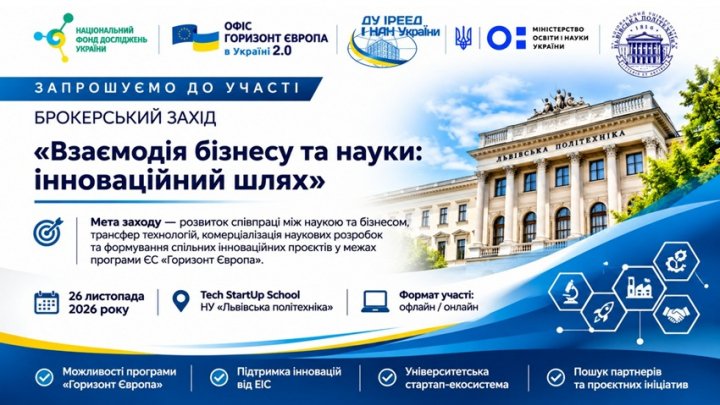 НАЦІОНАЛЬНИЙ
ФОНД ДОСЛІДЖЕНЬ
УКРАЇНИ
ОФІС
ГОРИЗОНТ ЄВРОПА
в Україні 2.0
ДУ ІРЕЕД
І НАН України
МІНІСТЕРСТВО
ОСВІТИ І НАУКИ
УКРАЇНИ
1816
ЗАПРОШУЄМО ДО УЧАСТІ
БРОКЕРСЬКИЙ ЗАХІД
«Взаємодія бізнесу та науки:
інноваційний шлях»
ЛЬВІВСЬКА ПОЛІТЕХНІКА
Мета заходу — розвиток співпраці між наукою та бізнесом,
трансфер технологій, комерціалізація наукових розробок
та формування спільних інноваційних проєктів у межах
програми ЄС «Горизонт Європа».
26 листопада
2026 року
Tech StartUp School
НУ «Львівська політехніка»
Формат участі:
офлайн / онлайн
Можливості програми
«Горизонт Європа»
Підтримка інновацій
від ЕІС
Університетська
стартап-екосистема
Пошук партнерів
та проєктних ініціатив